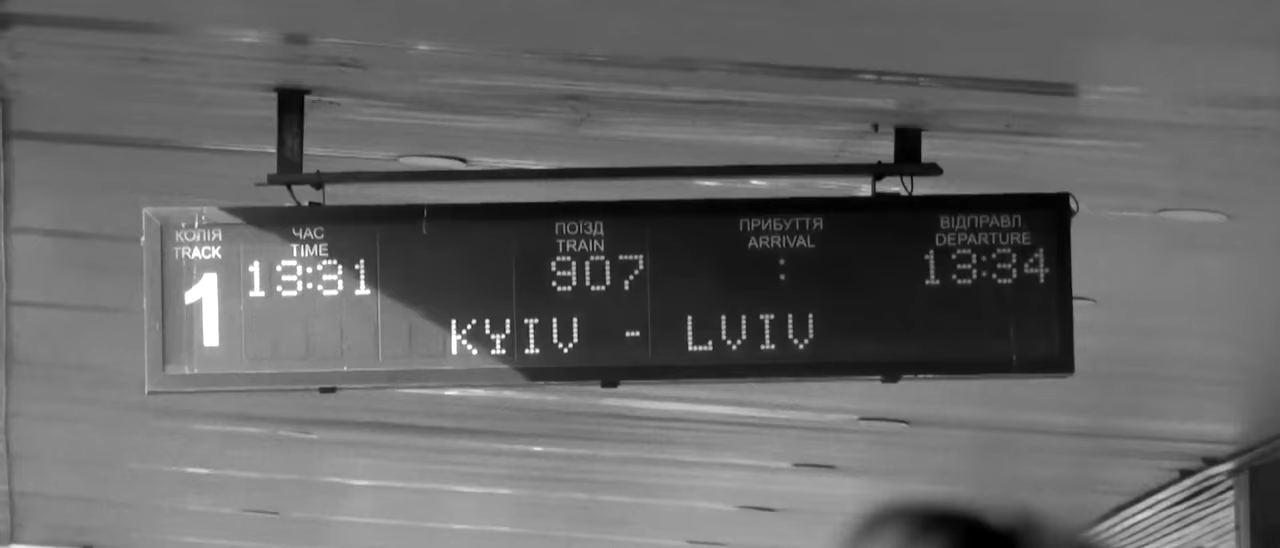 КОЛІЯ ЧАС ПОЇЗД ПРИБУТТЯ ВІДПРАВЛ.
TRACK TIME TRAIN ARRIVAL DEPARTURE
1 13:31 907 : 13:34
KYIV - LVIV